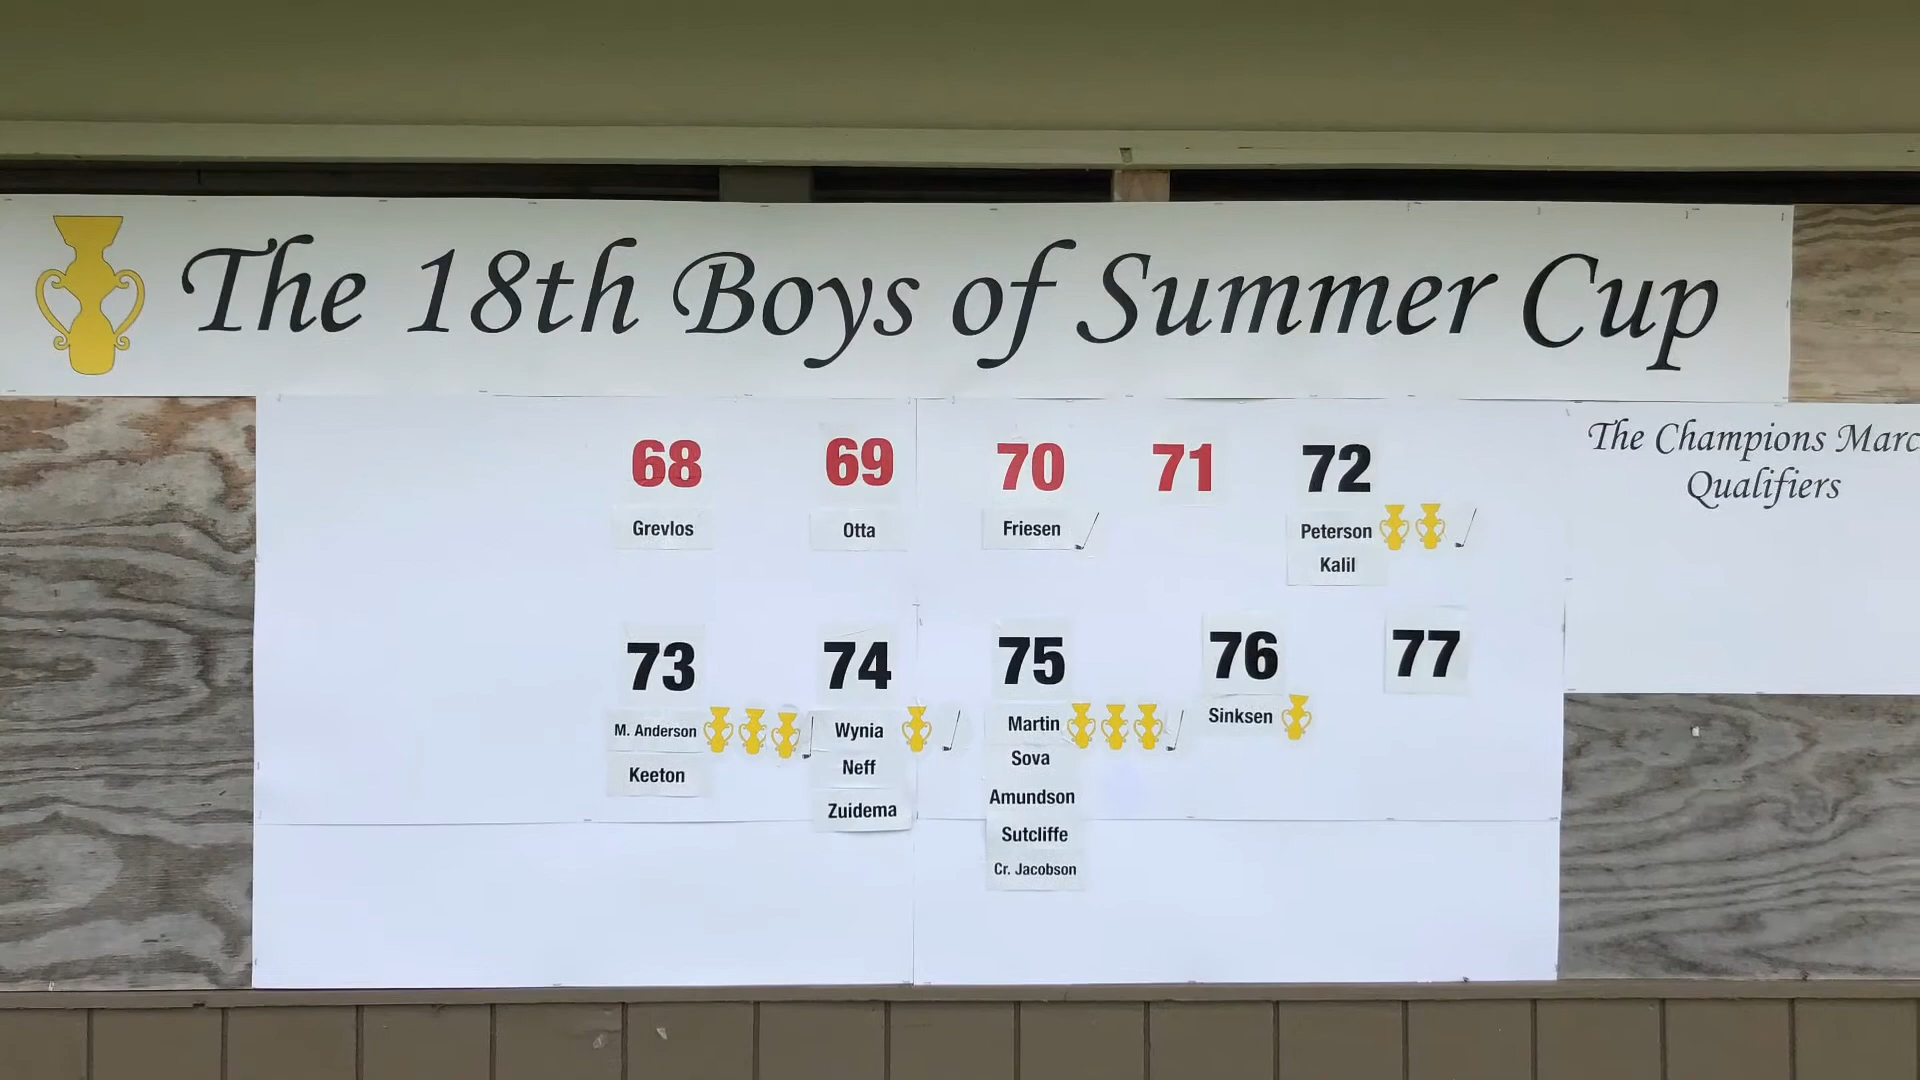 The 18th Boys of Summer Cup
The Champions Marc
Qualifiers
68 69 70 71 72
Grevlos Otta Friesen Peterson
Kalil
73 74 75 76 77
M. Anderson Wynia Martin Sinksen
Keeton Neff Sova
Zuidema Amundson
Sutcliffe
Cr. Jacobson